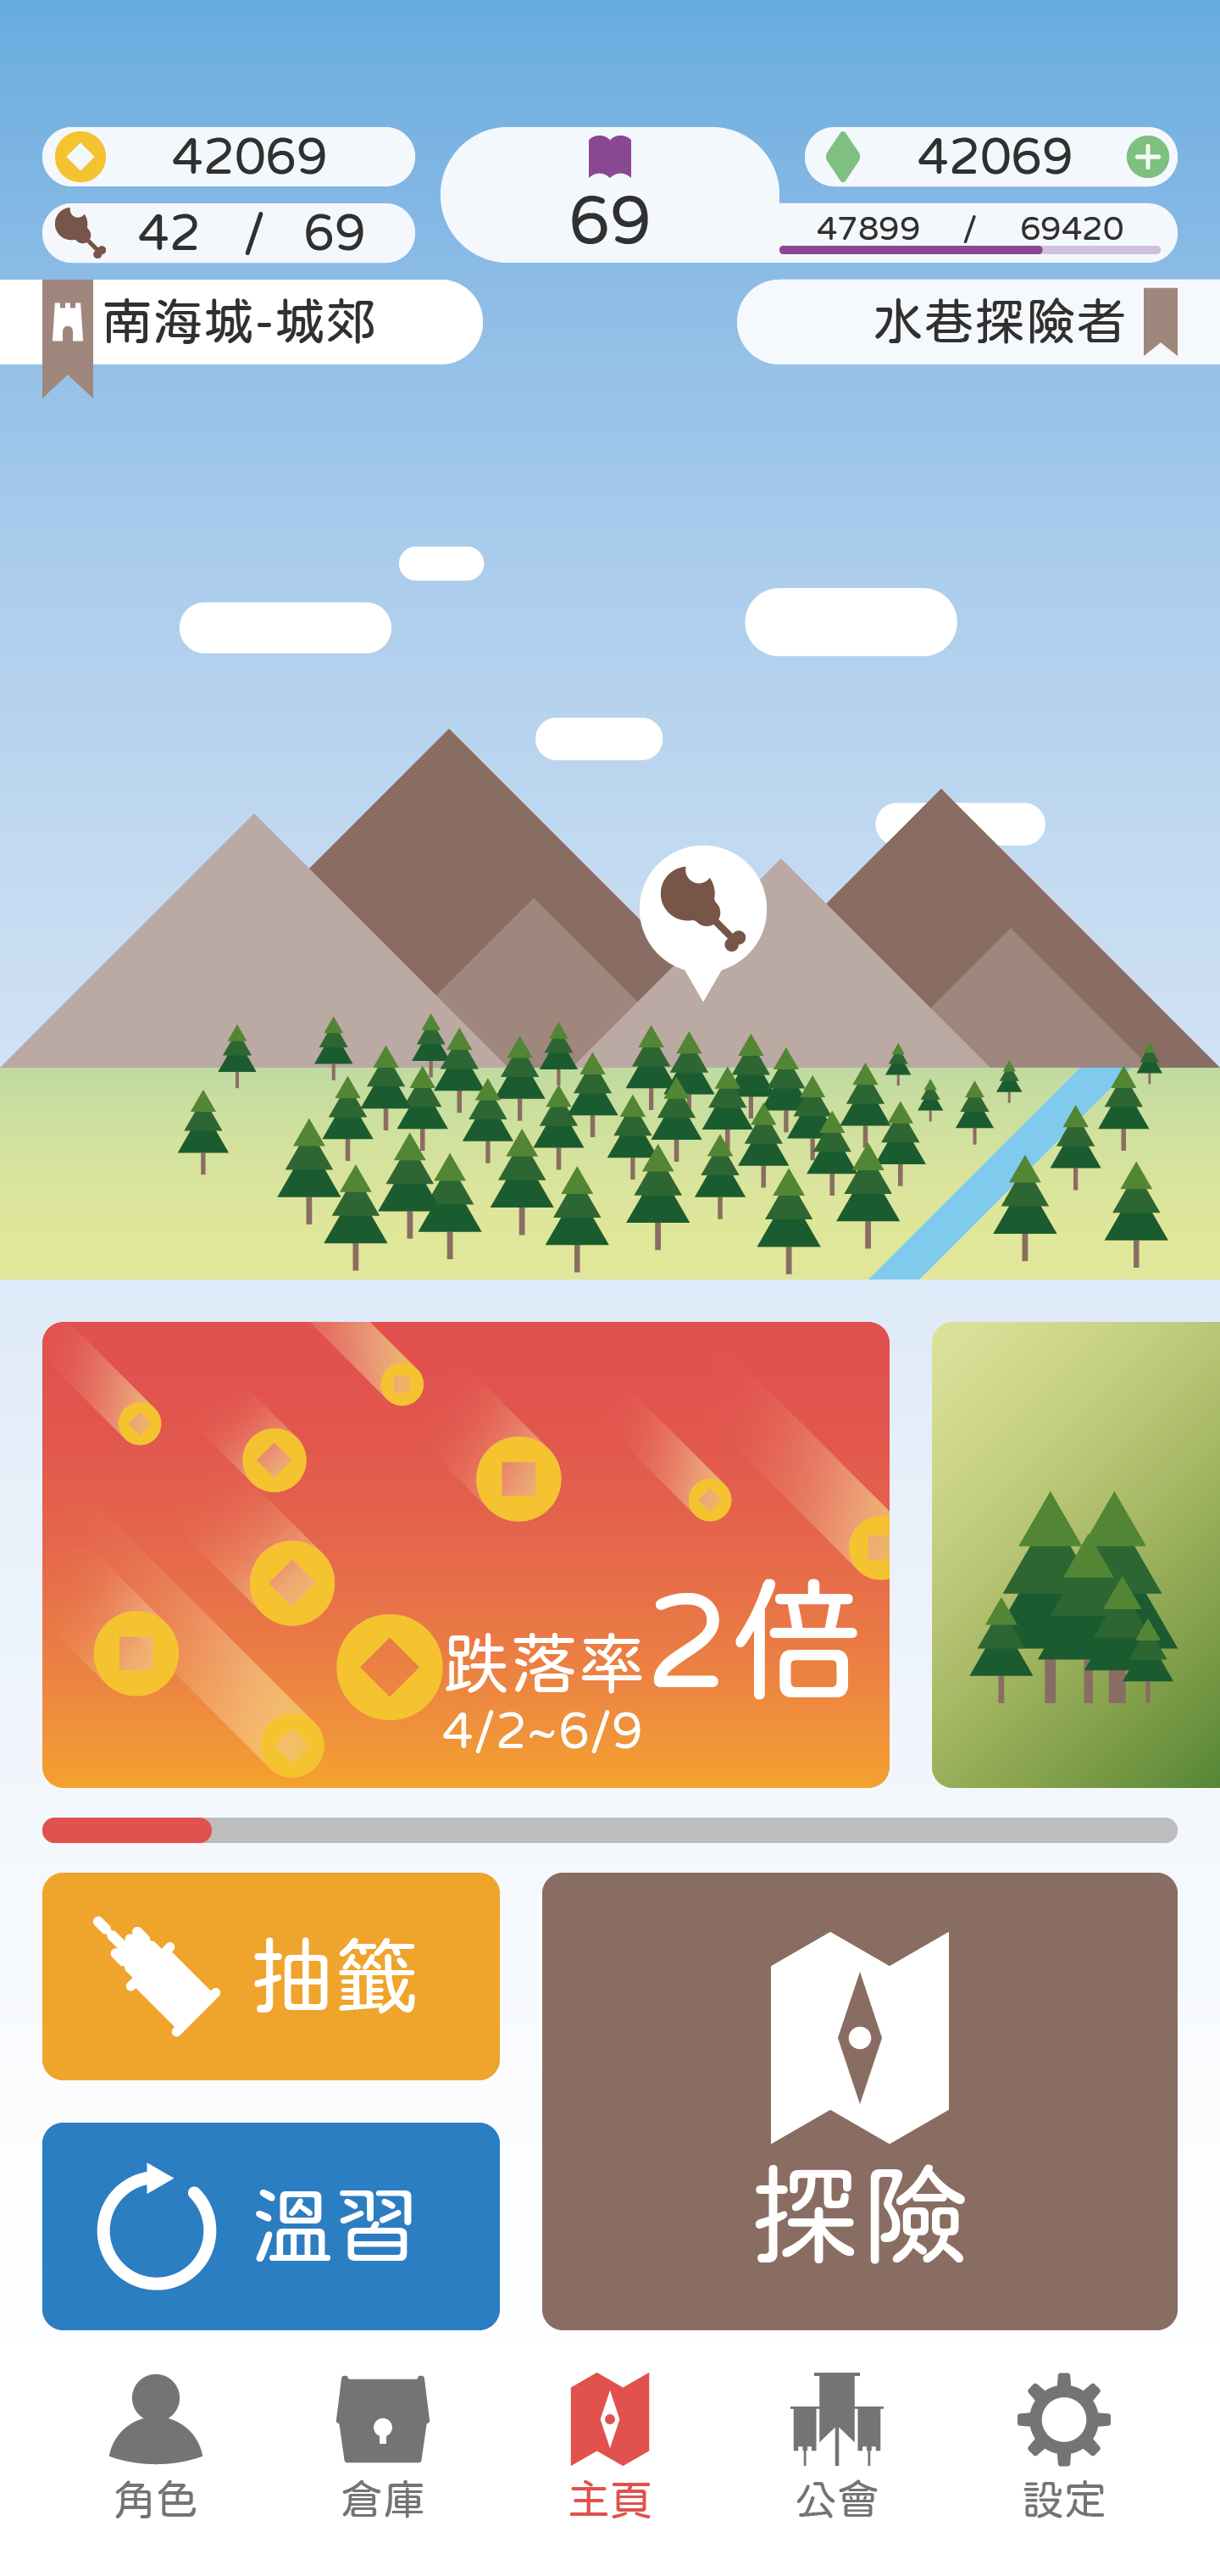 42069
69
42069
42 / 69
47899 / 69420
南海城-城郊
水巷探險者
跌落率2倍
4/2~6/9
抽籤
溫習
探險
角色
倉庫
主頁
公會
設定